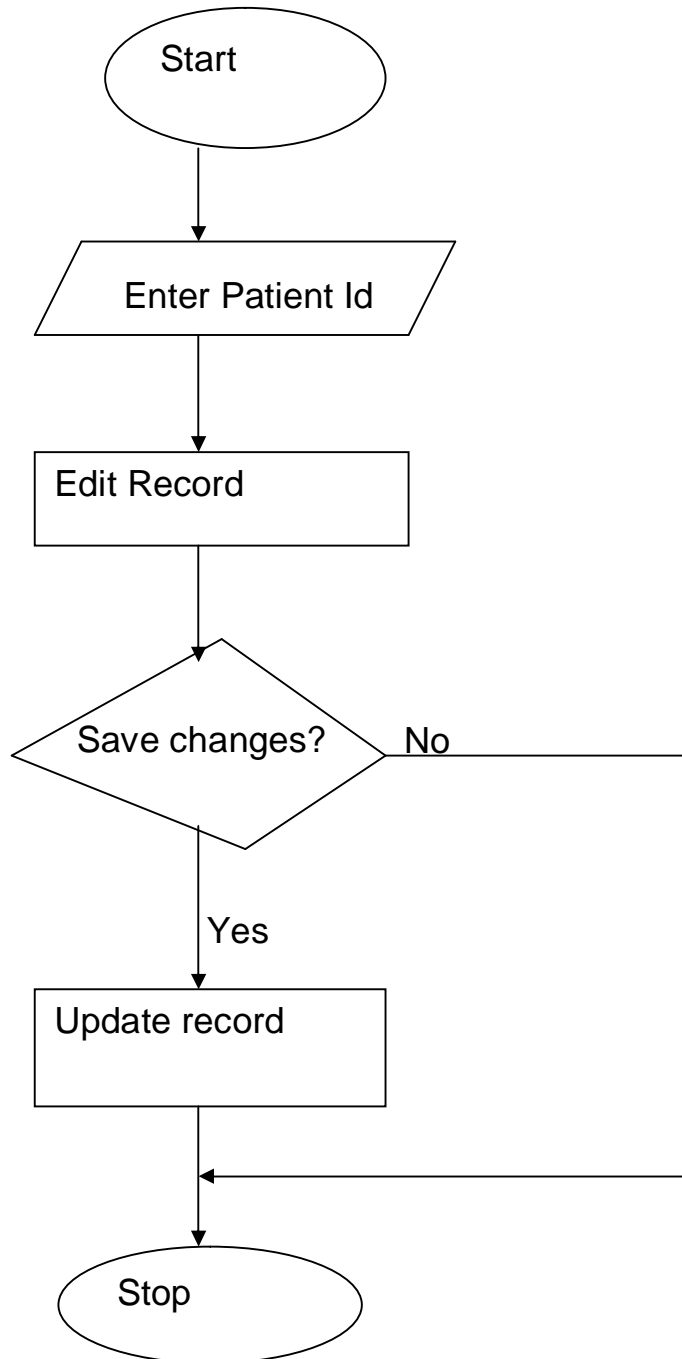 Start
Enter Patient Id
Edit Record
Save changes?
No
Yes
Update record
Stop